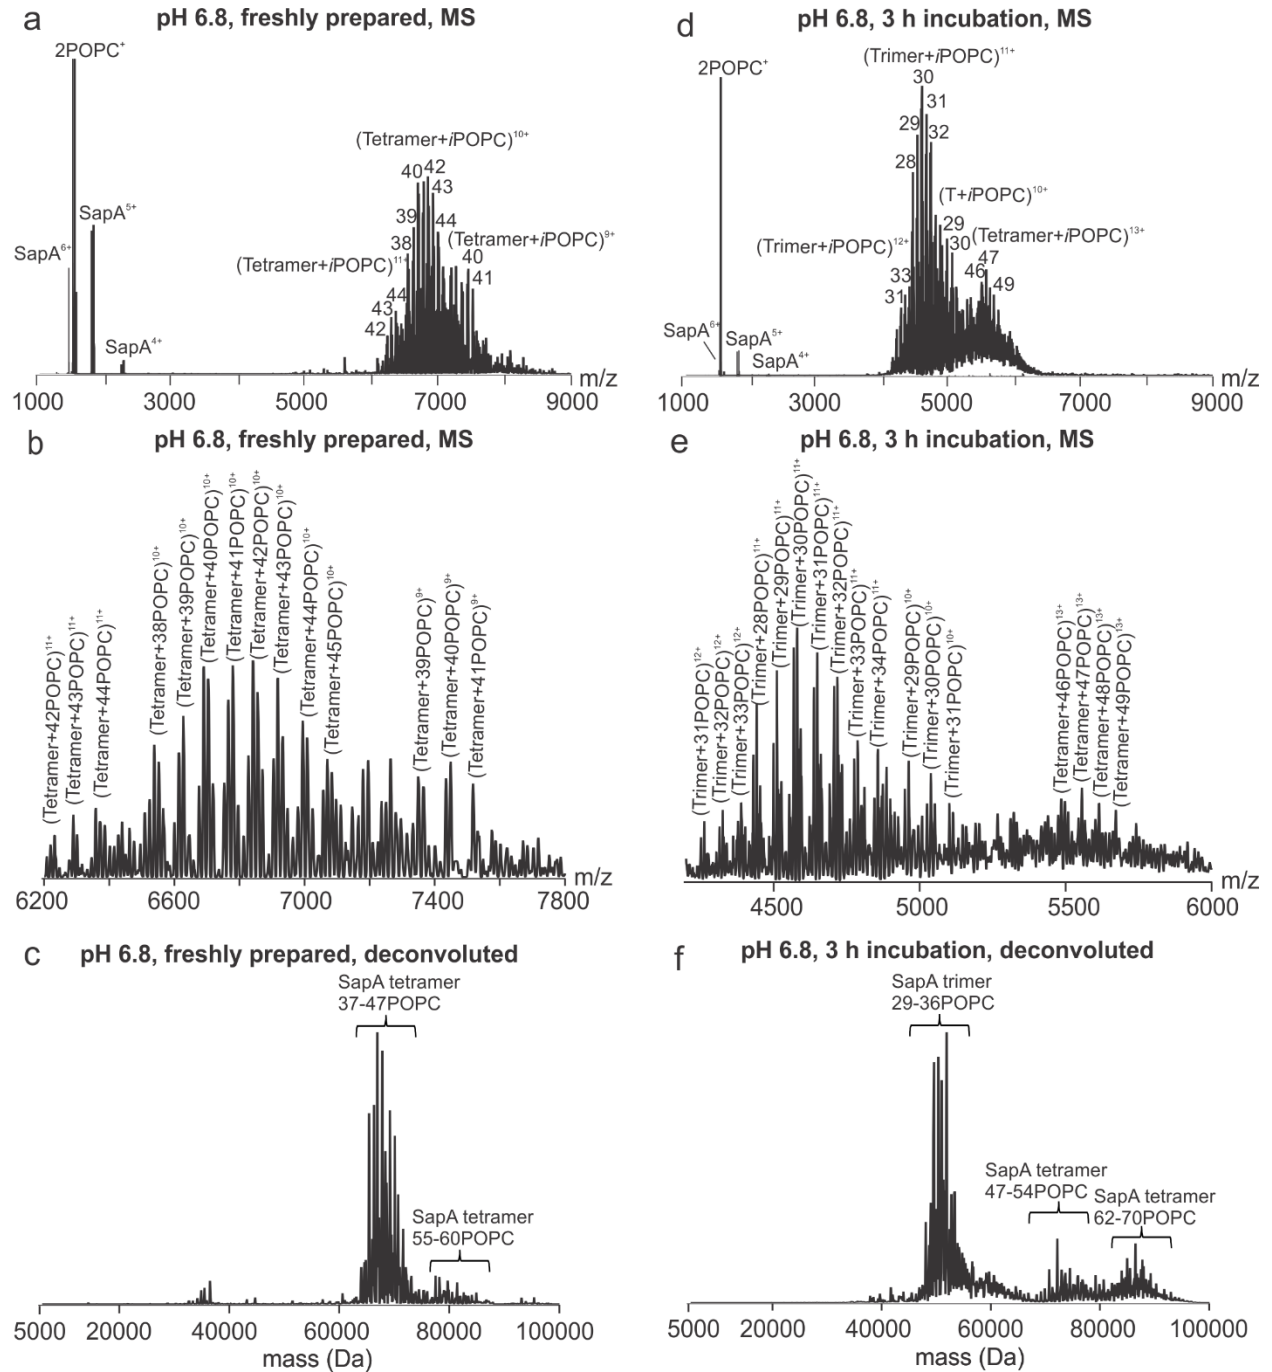 a
pH 6.8, freshly prepared, MS
2POPC⁺
SapA⁶⁺
SapA⁵⁺
SapA⁴⁺
(Tetramer+iPOPC)¹¹⁺
42
43
44
(Tetramer+iPOPC)¹⁰⁺
38
39
40
42
43
44
(Tetramer+iPOPC)⁹⁺
40
41
1000 3000 5000 7000 9000
m/z
d
pH 6.8, 3 h incubation, MS
2POPC⁺
SapA⁶⁺
SapA⁵⁺
SapA⁴⁺
(Trimer+iPOPC)¹²⁺
31
33
(Trimer+iPOPC)¹¹⁺
28
29
30
31
32
(T+iPOPC)¹⁰⁺
29
30
(Tetramer+iPOPC)¹³⁺
46
47
49
1000 3000 5000 7000 9000
m/z
b
pH 6.8, freshly prepared, MS
(Tetramer+42POPC)¹¹⁺
(Tetramer+43POPC)¹¹⁺
(Tetramer+44POPC)¹¹⁺
(Tetramer+38POPC)¹⁰⁺
(Tetramer+39POPC)¹⁰⁺
(Tetramer+40POPC)¹⁰⁺
(Tetramer+41POPC)¹⁰⁺
(Tetramer+42POPC)¹⁰⁺
(Tetramer+43POPC)¹⁰⁺
(Tetramer+44POPC)¹⁰⁺
(Tetramer+45POPC)¹⁰⁺
(Tetramer+39POPC)⁹⁺
(Tetramer+40POPC)⁹⁺
(Tetramer+41POPC)⁹⁺
6200 6600 7000 7400 7800
m/z
e
pH 6.8, 3 h incubation, MS
(Trimer+31POPC)¹²⁺
(Trimer+32POPC)¹²⁺
(Trimer+33POPC)¹²⁺
(Trimer+28POPC)¹¹⁺
(Trimer+29POPC)¹¹⁺
(Trimer+30POPC)¹¹⁺
(Trimer+31POPC)¹¹⁺
(Trimer+32POPC)¹¹⁺
(Trimer+33POPC)¹¹⁺
(Trimer+34POPC)¹¹⁺
(Trimer+29POPC)¹⁰⁺
(Trimer+30POPC)¹⁰⁺
(Trimer+31POPC)¹⁰⁺
(Tetramer+46POPC)¹³⁺
(Tetramer+47POPC)¹³⁺
(Tetramer+48POPC)¹³⁺
(Tetramer+49POPC)¹³⁺
4500 5000 5500 6000
m/z
c
pH 6.8, freshly prepared, deconvoluted
SapA tetramer
37-47POPC
SapA tetramer
55-60POPC
5000 20000 40000 60000 80000 100000
mass (Da)
f
pH 6.8, 3 h incubation, deconvoluted
SapA trimer
29-36POPC
SapA tetramer
47-54POPC
SapA tetramer
62-70POPC
5000 20000 40000 60000 80000 100000
mass (Da)